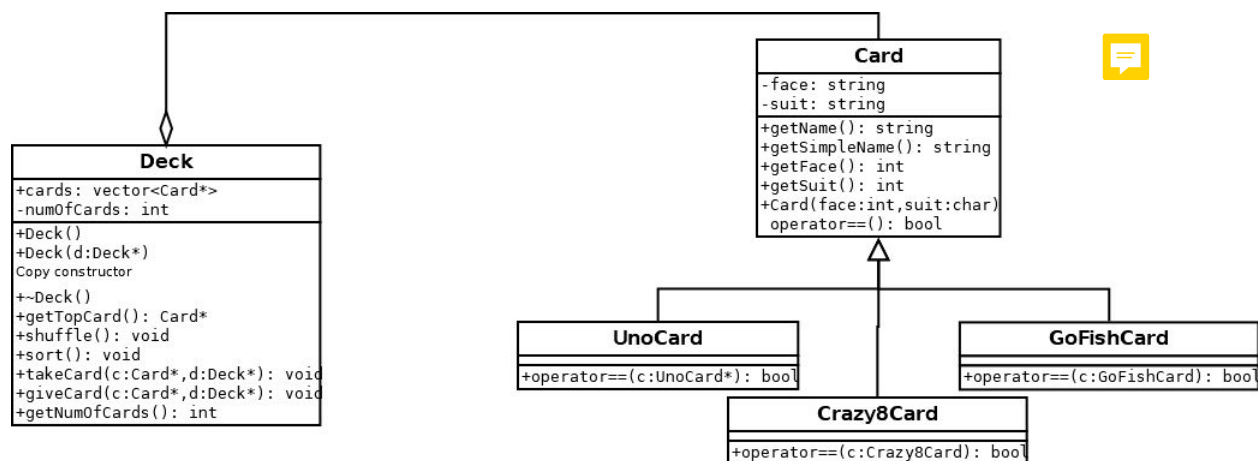 Card
-face: string
-suit: string
+getName(): string
+getSimpleName(): string
+getFace(): int
+getSuit(): int
+Card(face:int,suit:char)
operator==(): bool
Deck
+cards: vector<Card*>
-numOfCards: int
+Deck()
+Deck(d:Deck*)
Copy constructor
+~Deck()
+getTopCard(): Card*
+shuffle(): void
+sort(): void
+takeCard(c:Card*,d:Deck*): void
+giveCard(c:Card*,d:Deck*): void
+getNumOfCards(): int
UnoCard
+operator==(c:UnoCard*): bool
GoFishCard
+operator==(c:GoFishCard): bool
Crazy8Card
+operator==(c:Crazy8Card): bool